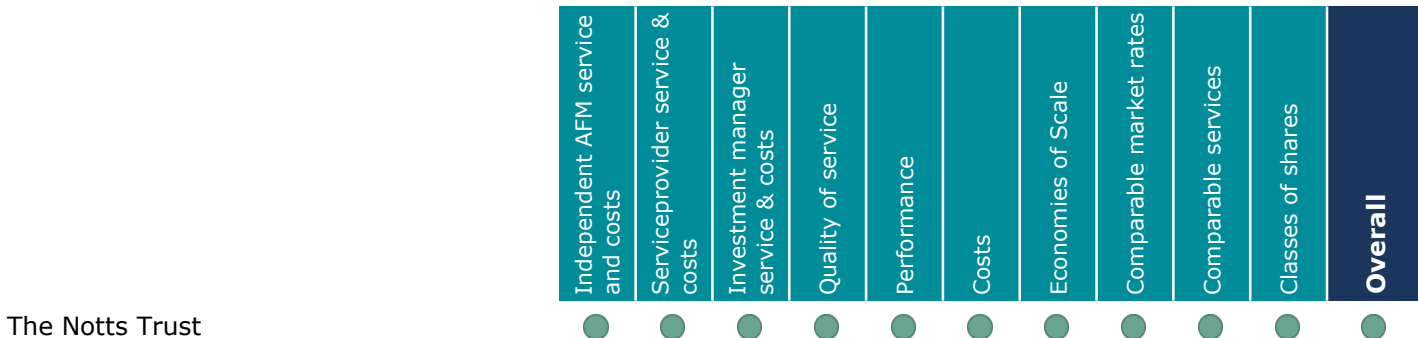 Independent AFM service
and costs
Serviceprovider service &
costs
Investment manager
service & costs
Quality of service
Performance
Costs
Economies of Scale
Comparable market rates
Comparable services
Classes of shares
Overall
The Notts Trust